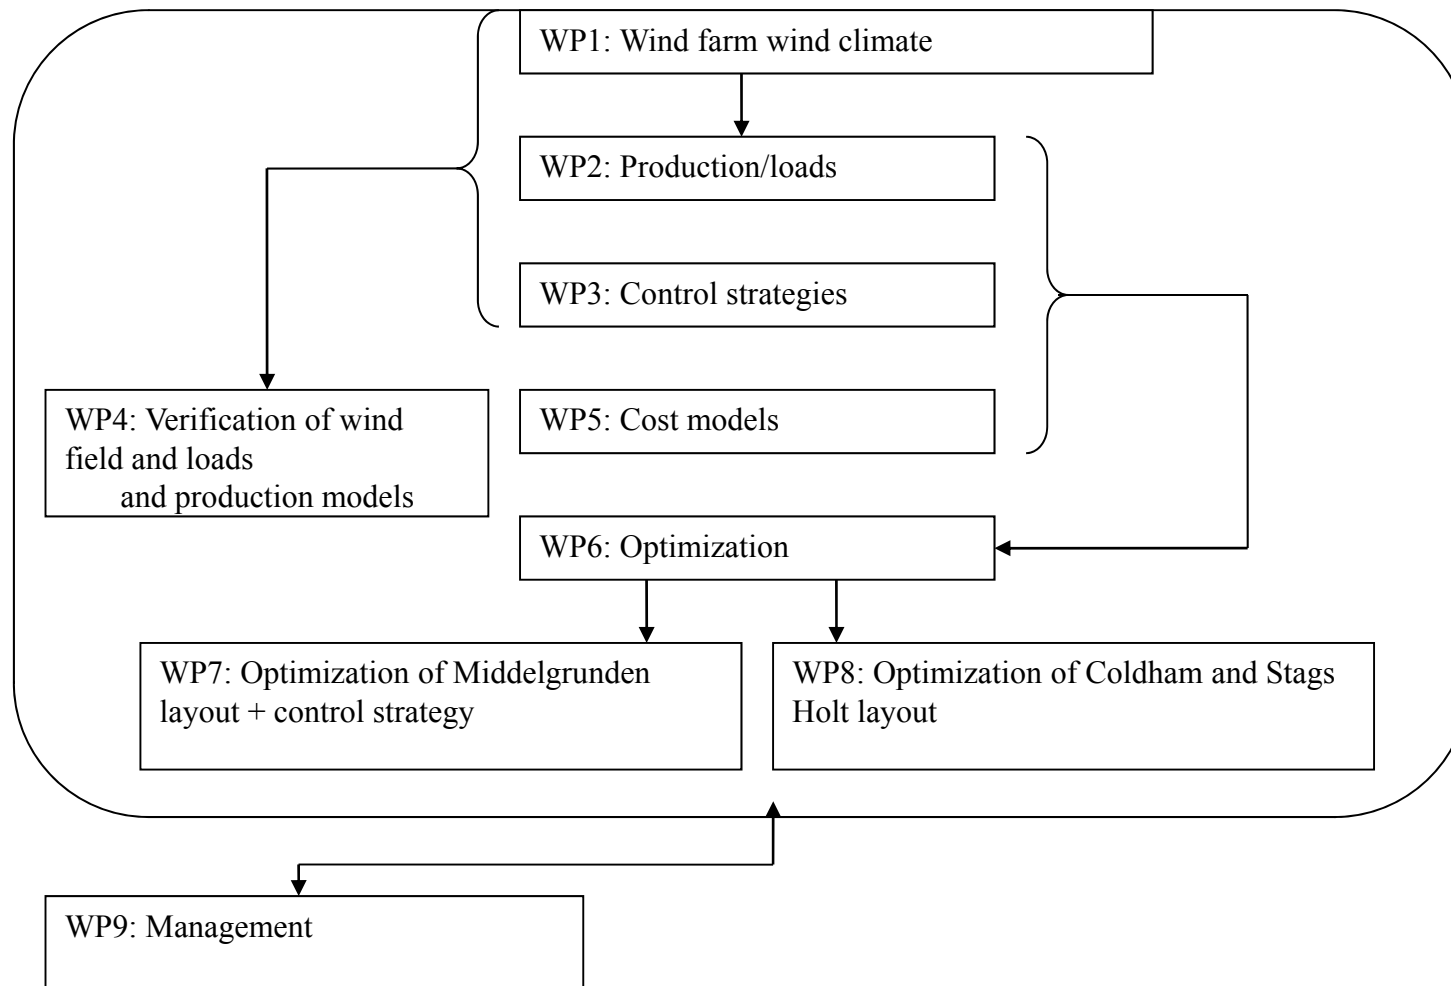 WP1: Wind farm wind climate
WP2: Production/loads
WP3: Control strategies
WP4: Verification of wind
field and loads
and production models
WP5: Cost models
WP6: Optimization
WP7: Optimization of Middelgrunden
layout + control strategy
WP8: Optimization of Coldham and Stags
Holt layout
WP9: Management